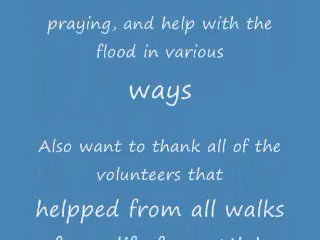 praying, and help with the
flood in various
ways
Also want to thank all of the
volunteers that
helpped from all walks